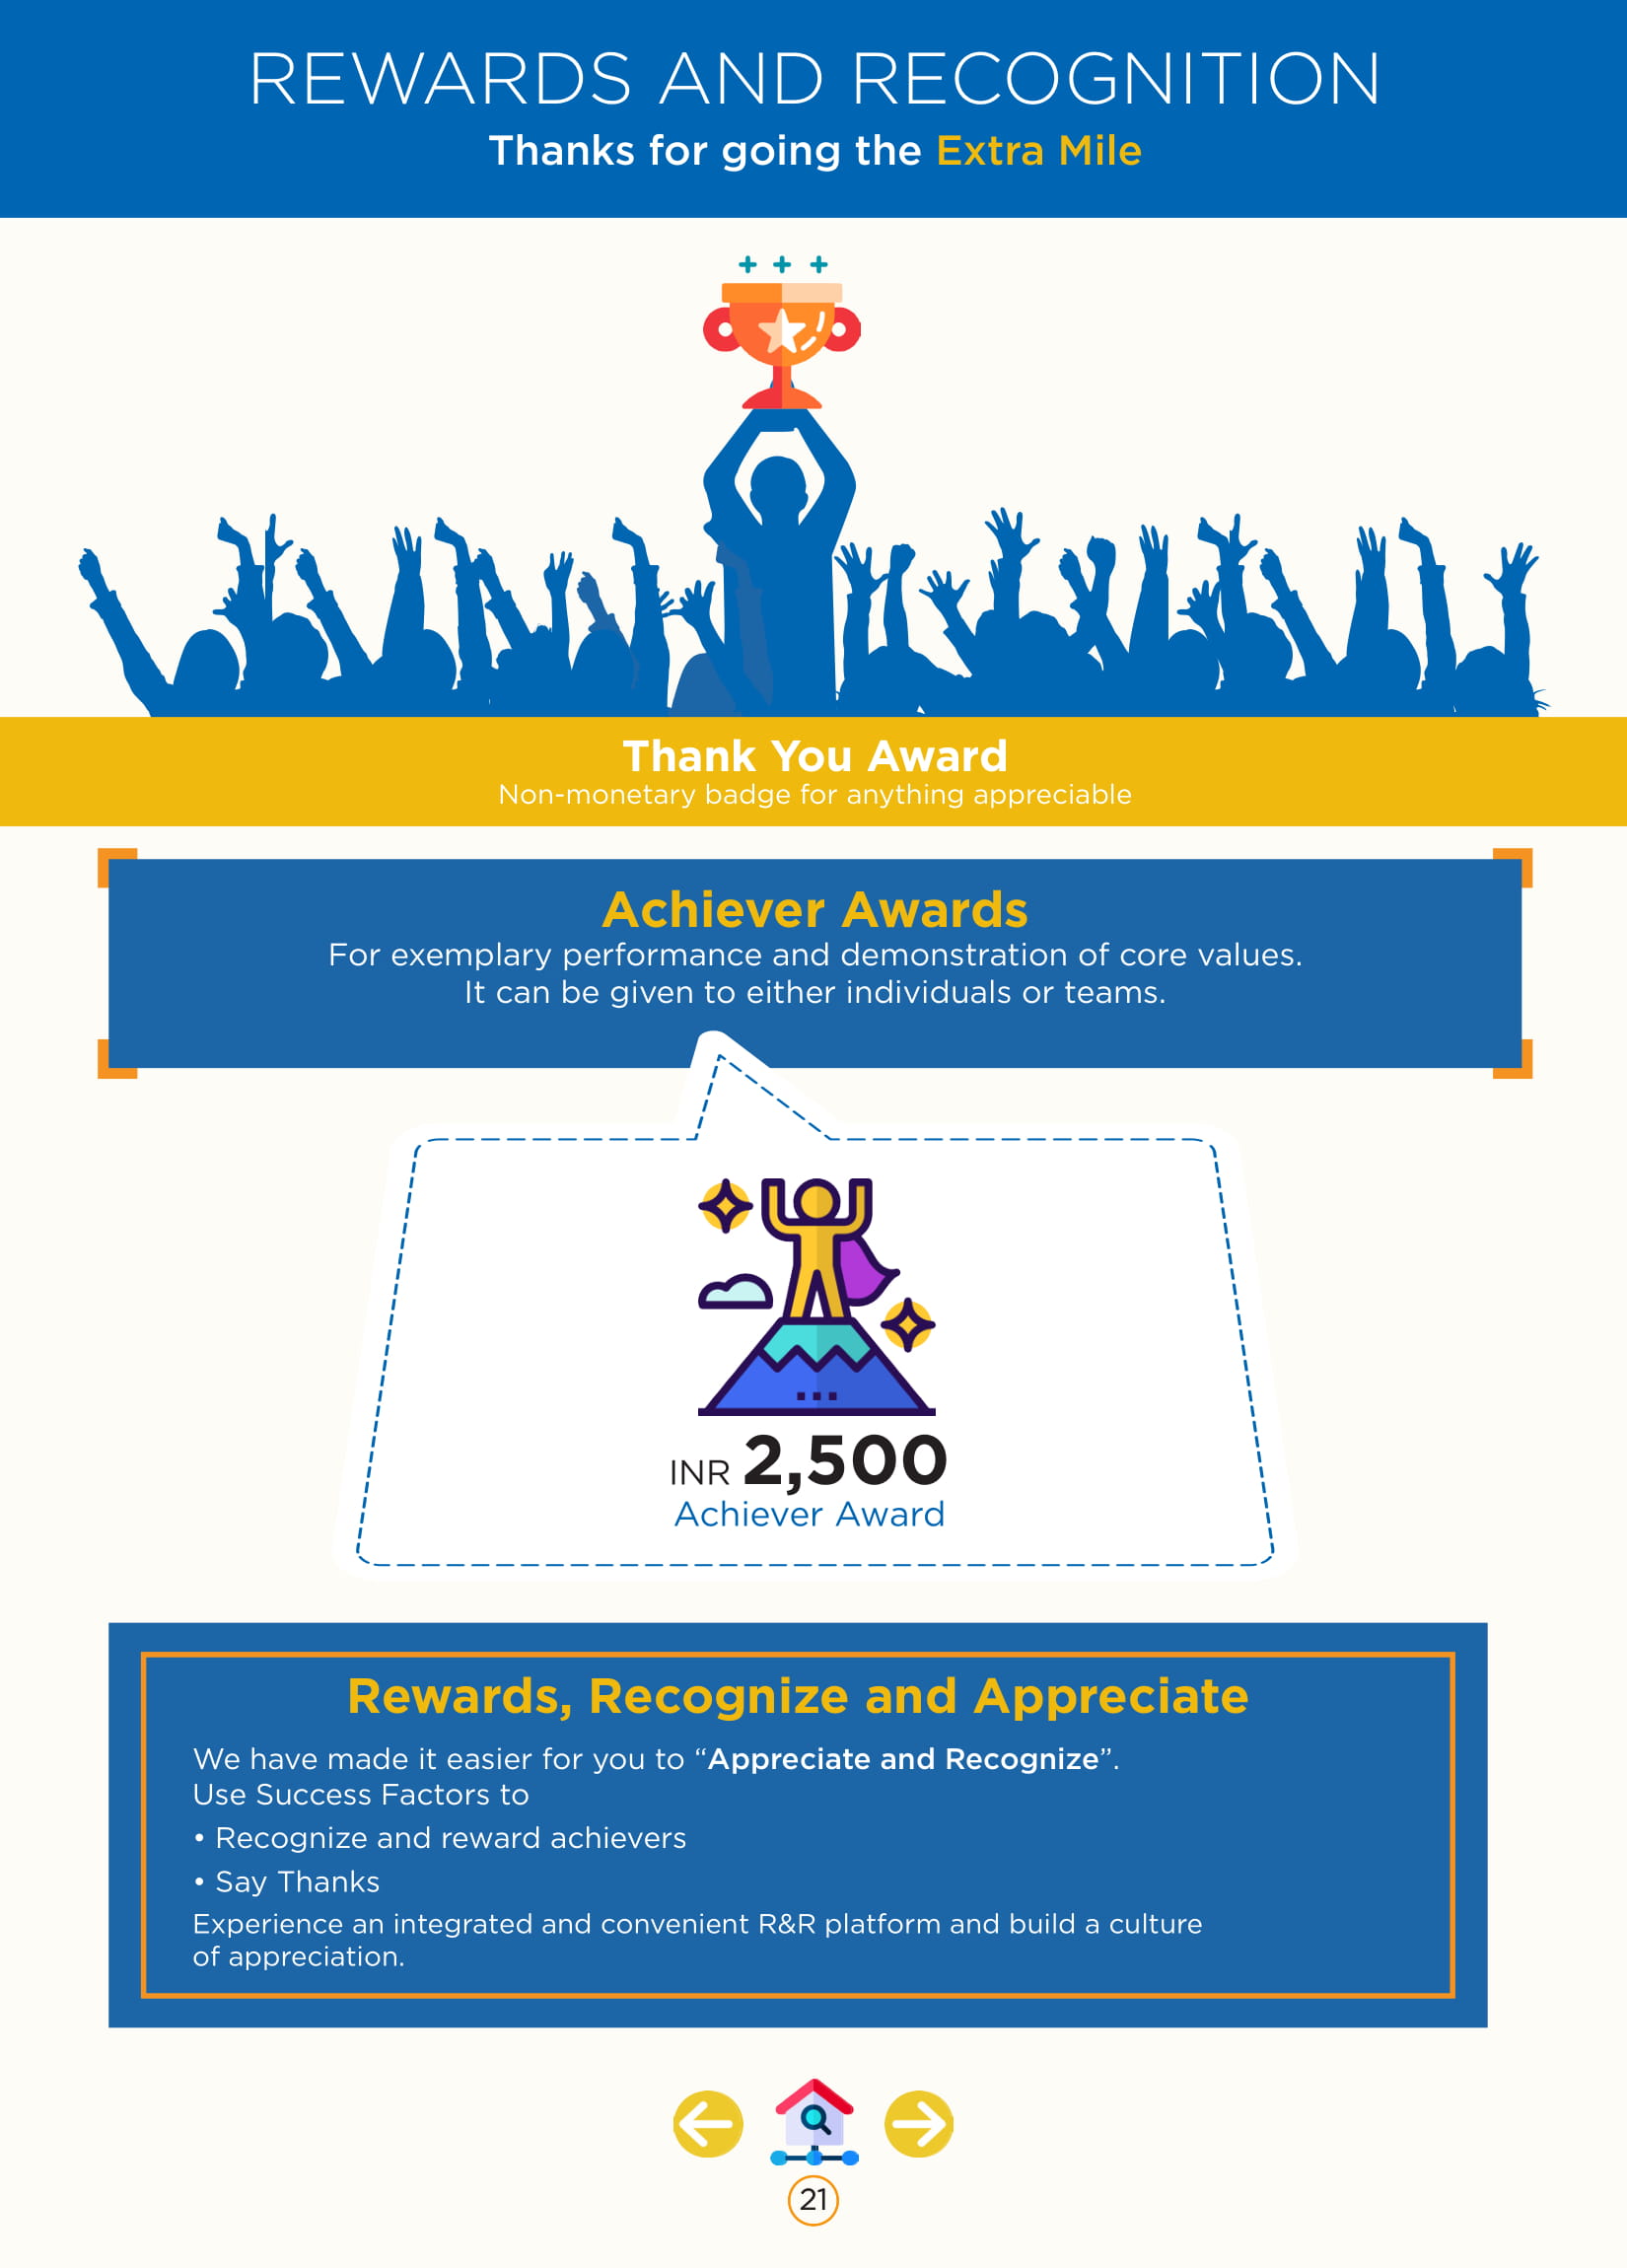 REWARDS AND RECOGNITION
Thanks for going the Extra Mile
Thank You Award
Non-monetary badge for anything appreciable
Achiever Awards
For exemplary performance and demonstration of core values.
It can be given to either individuals or teams.
INR 2,500
Achiever Award
Rewards, Recognize and Appreciate
We have made it easier for you to “Appreciate and Recognize”.
Use Success Factors to
• Recognize and reward achievers
• Say Thanks
Experience an integrated and convenient R&R platform and build a culture
of appreciation.
21